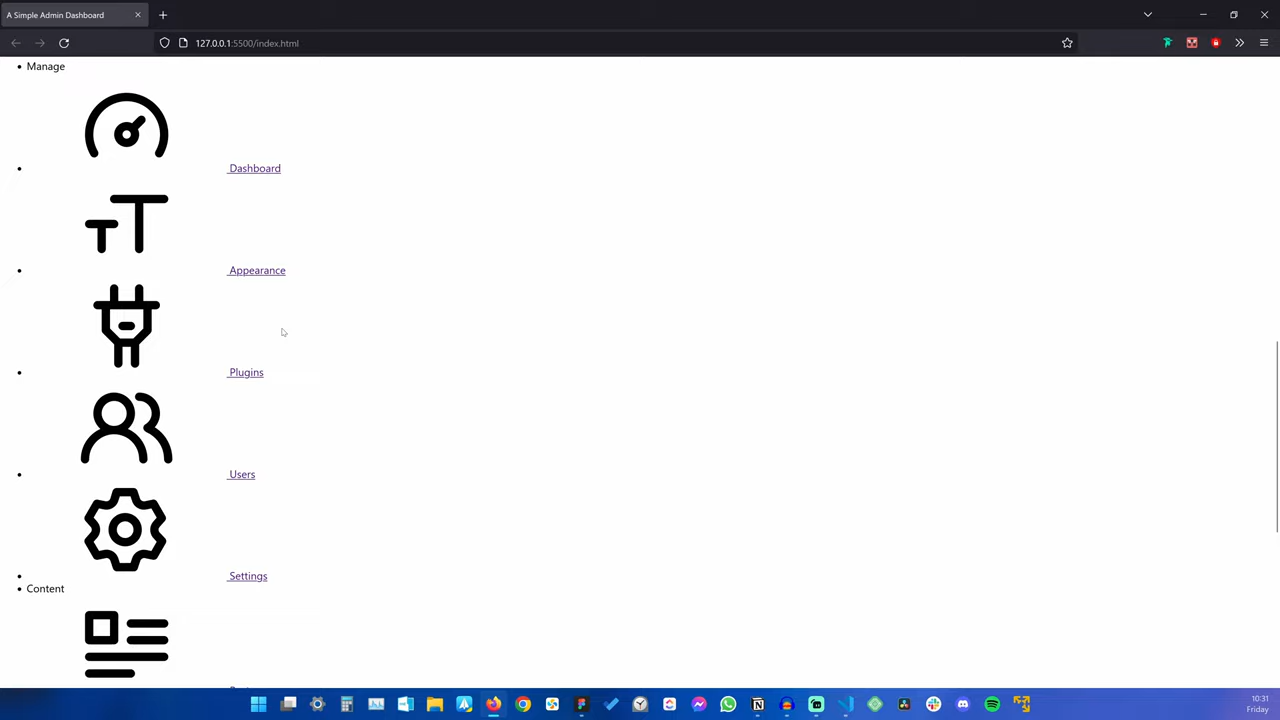 A Simple Admin Dashboard
127.0.0.1:5500/index.html
Manage
Dashboard
Appearance
Plugins
Users
Settings
Content
10:31
Friday